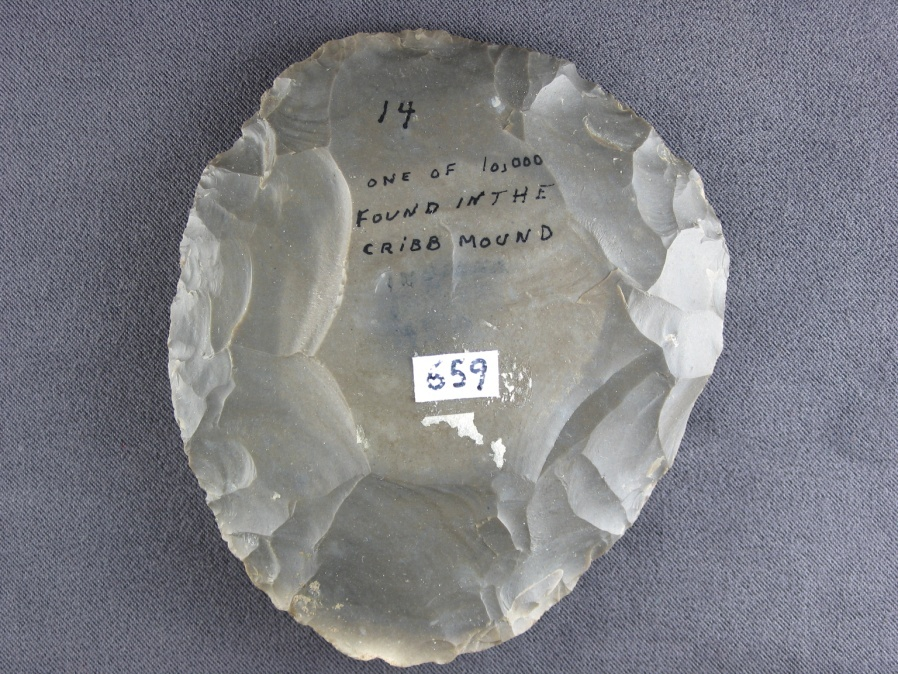 14
ONE OF 10,000
FOUND IN THE
CRIBB MOUND
659